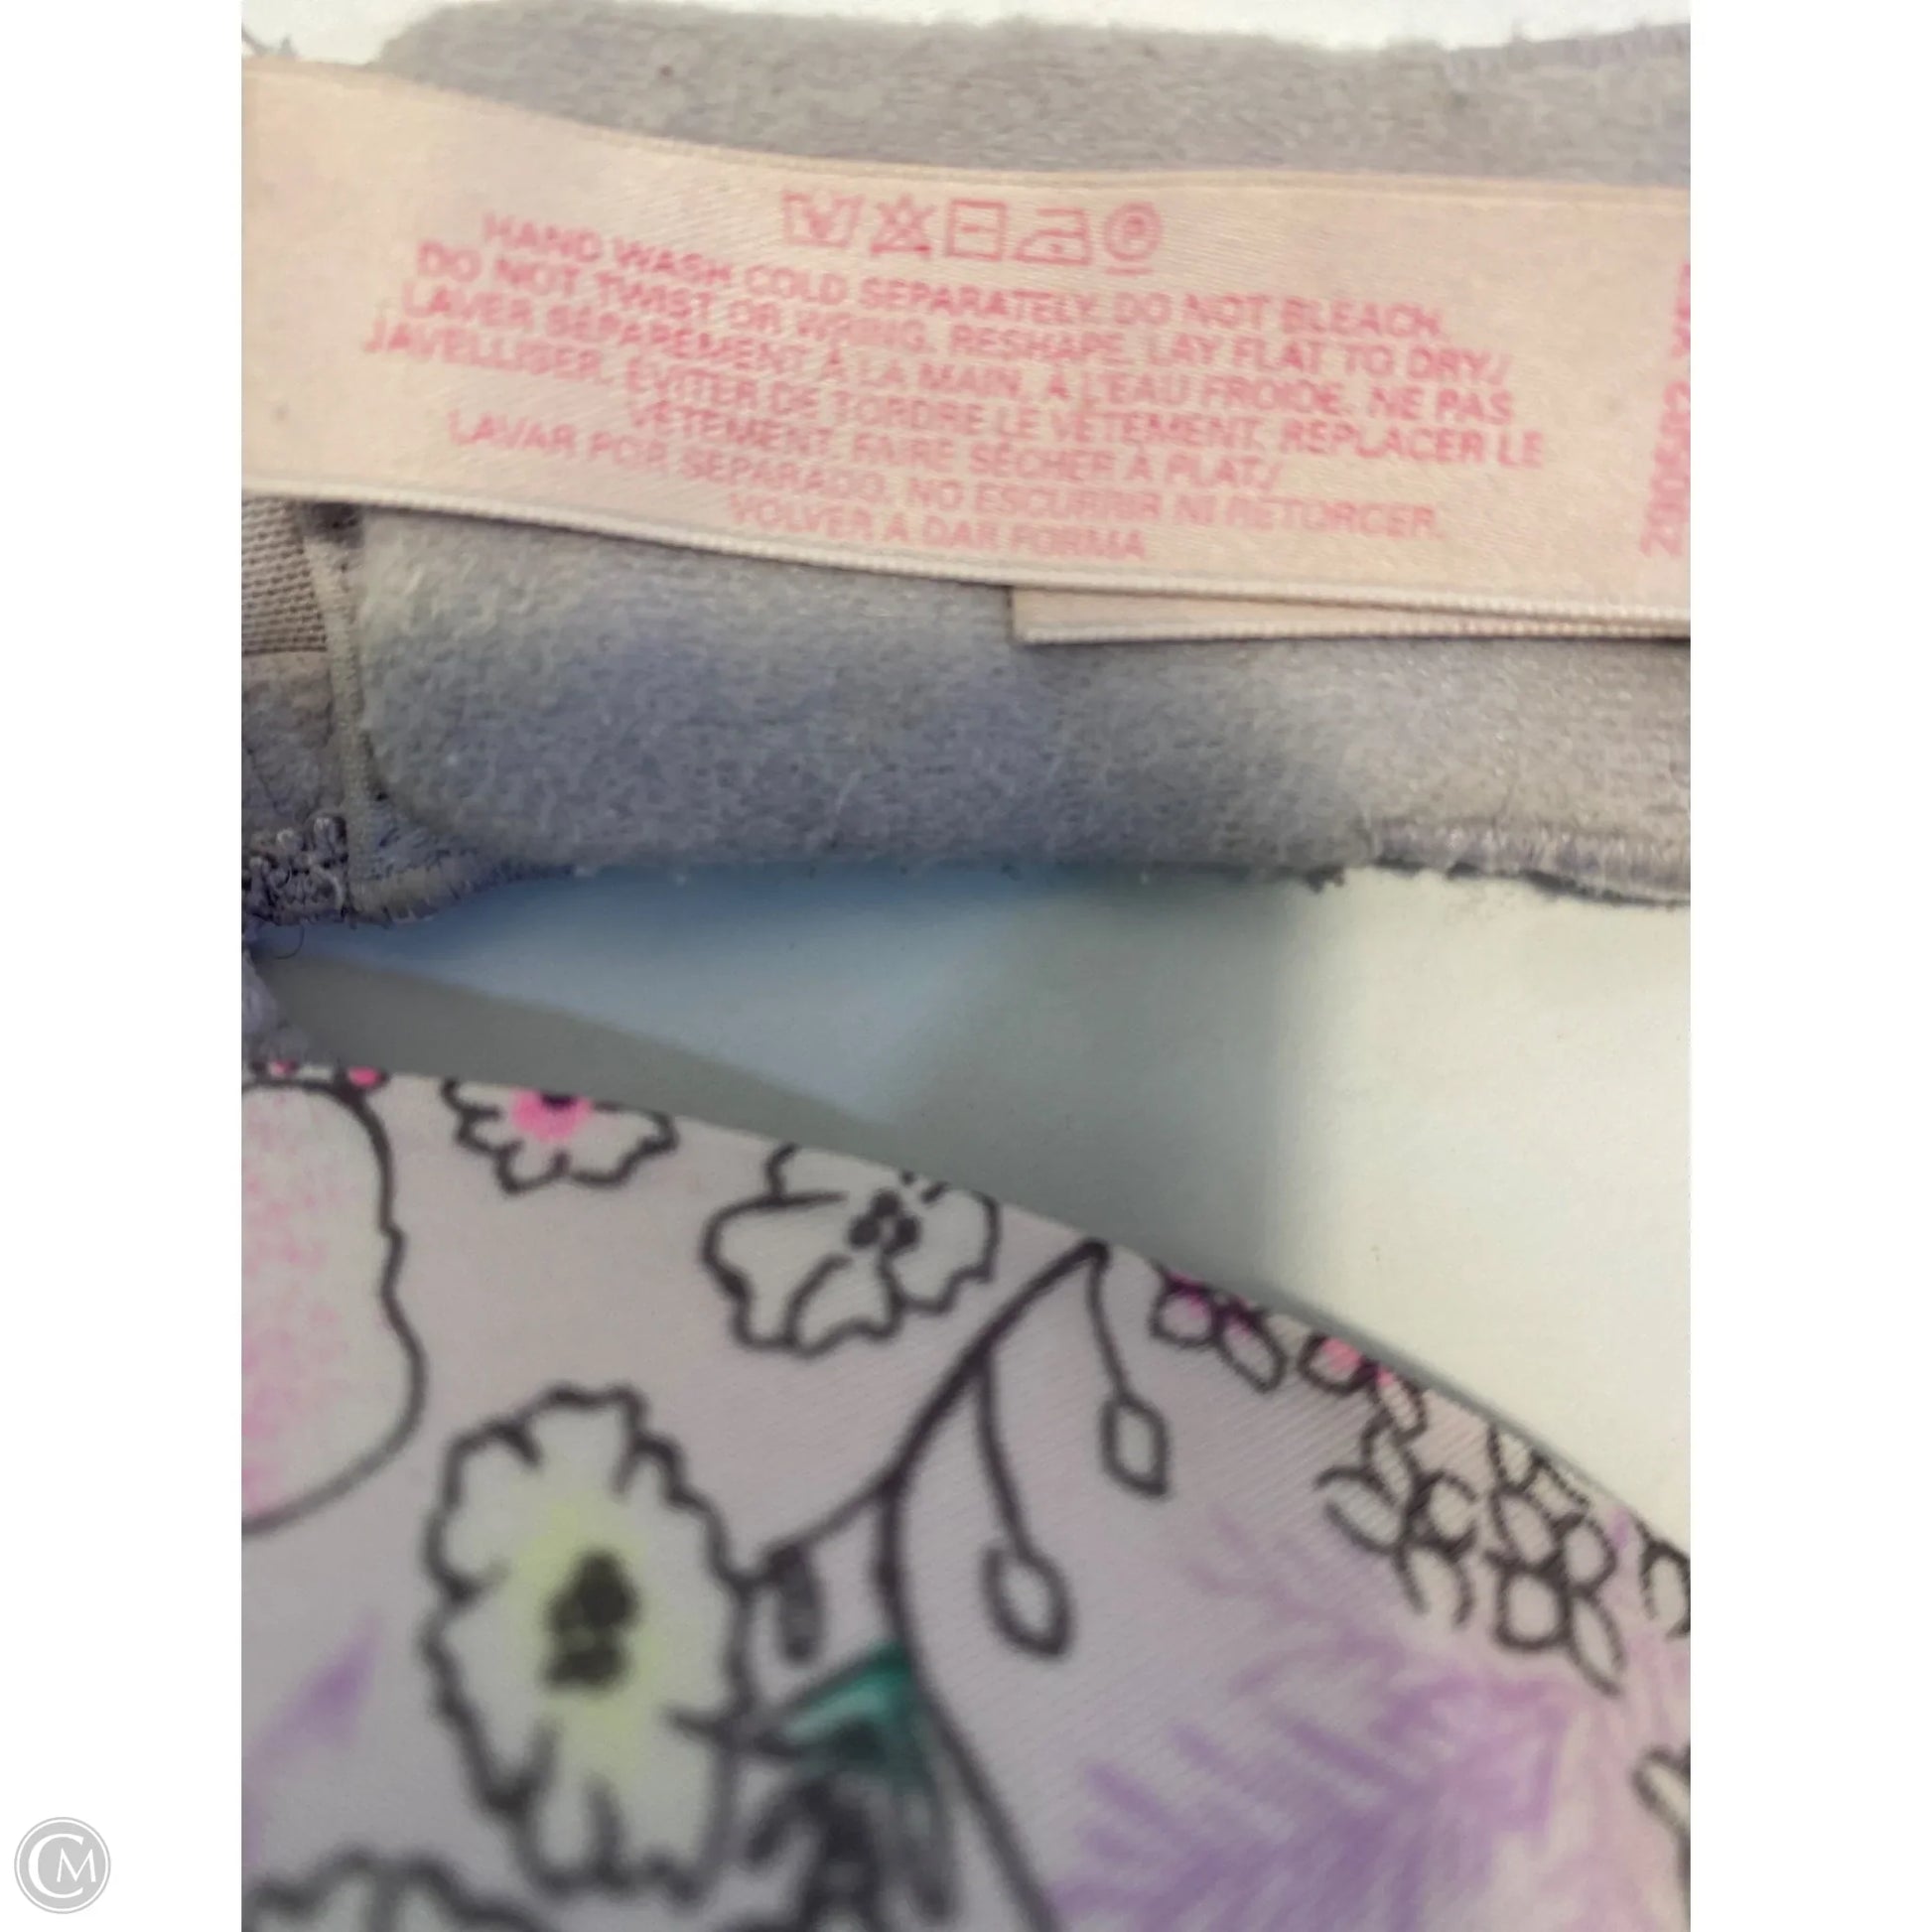 HAND WASH COLD SEPARATELY. DO NOT BLEACH.
DO NOT TWIST OR WRING. RESHAPE. LAY FLAT TO DRY./
LAVER SÉPAREMENT À LA MAIN, À L'EAU FROIDE. NE PAS
JAVELLISER. ÉVITER DE TORDRE LE VÊTEMENT. REPLACER LE
VÊTEMENT. FAIRE SÉCHER À PLAT./
LAVAR POR SEPARADO. NO ESCURRIR NI RETORCER.
VOLVER A DAR FORMA
CM